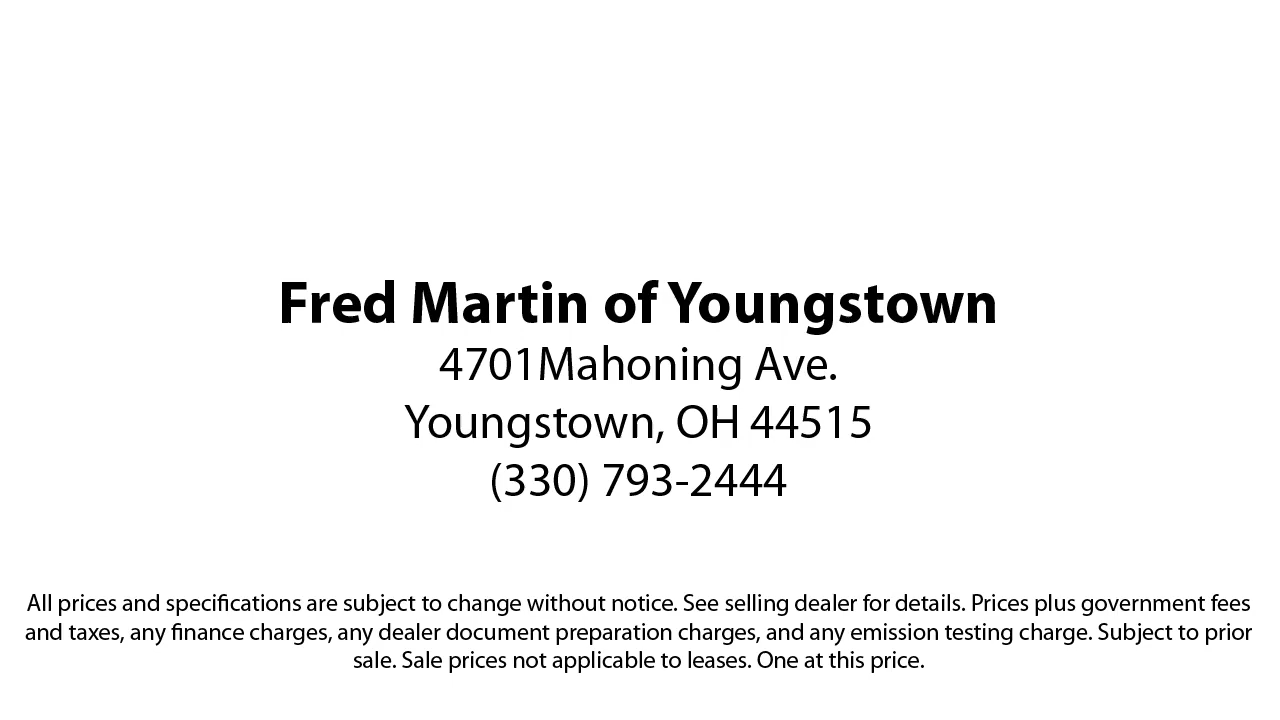 Fred Martin of Youngstown
4701Mahoning Ave.
Youngstown, OH 44515
(330) 793-2444
All prices and specifications are subject to change without notice. See selling dealer for details. Prices plus government fees
and taxes, any finance charges, any dealer document preparation charges, and any emission testing charge. Subject to prior
sale. Sale prices not applicable to leases. One at this price.